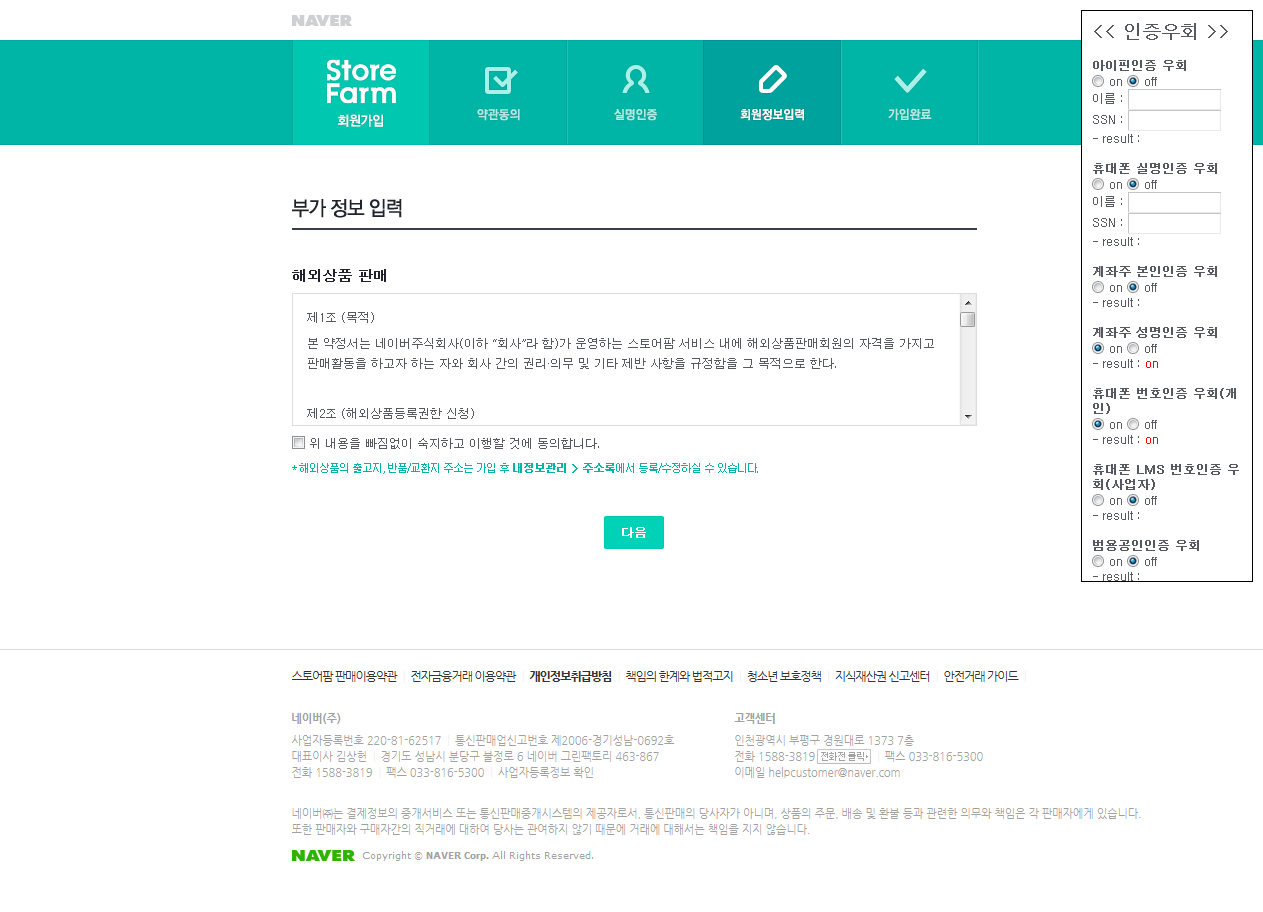 NAVER
Store
Farm
회원가입
약관동의
실명인증
회원정보입력
가입완료
부가 정보 입력
해외상품 판매
제1조 (목적)
본 약정서는 네이버주식회사(이하 “회사”라 함)가 운영하는 스토어팜 서비스 내에 해외상품판매회원의 자격을 가지고
판매활동을 하고자 하는 자와 회사 간의 권리·의무 및 기타 제반 사항을 규정함을 그 목적으로 한다.
제2조 (해외상품등록권한 신청)
위 내용을 빠짐없이 숙지하고 이행할 것에 동의합니다.
*해외상품의 출고지, 반품/교환지 주소는 가입 후 내정보관리 > 주소록에서 등록/수정하실 수 있습니다.
다음
<< 인증우회 >>
아이핀인증 우회
on off
이름 :
SSN :
- result :
휴대폰 실명인증 우회
on off
이름 :
SSN :
- result :
계좌주 본인인증 우회
on off
- result :
계좌주 성명인증 우회
on off
- result : on
휴대폰 번호인증 우회(개
인)
on off
- result : on
휴대폰 LMS 번호인증 우
회(사업자)
on off
- result :
범용공인인증 우회
on off
- result :
스토어팜 판매이용약관 전자금융거래 이용약관 개인정보취급방침 책임의 한계와 법적고지 청소년 보호정책 지식재산권 신고센터 안전거래 가이드
네이버(주)
사업자등록번호 220-81-62517 통신판매업신고번호 제2006-경기성남-0692호
대표이사 김상헌 경기도 성남시 분당구 불정로 6 네이버 그린팩토리 463-867
전화 1588-3819 팩스 033-816-5300 사업자등록정보 확인
고객센터
인천광역시 부평구 경원대로 1373 7층
전화 1588-3819 전화전 클릭 팩스 033-816-5300
이메일 helpcustomer@naver.com
네이버㈜는 결제정보의 중개서비스 또는 통신판매중개시스템의 제공자로서, 통신판매의 당사자가 아니며, 상품의 주문, 배송 및 환불 등과 관련한 의무와 책임은 각 판매자에게 있습니다.
또한 판매자와 구매자간의 직거래에 대하여 당사는 관여하지 않기 때문에 거래에 대해서는 책임을 지지 않습니다.
NAVER Copyright © NAVER Corp. All Rights Reserved.